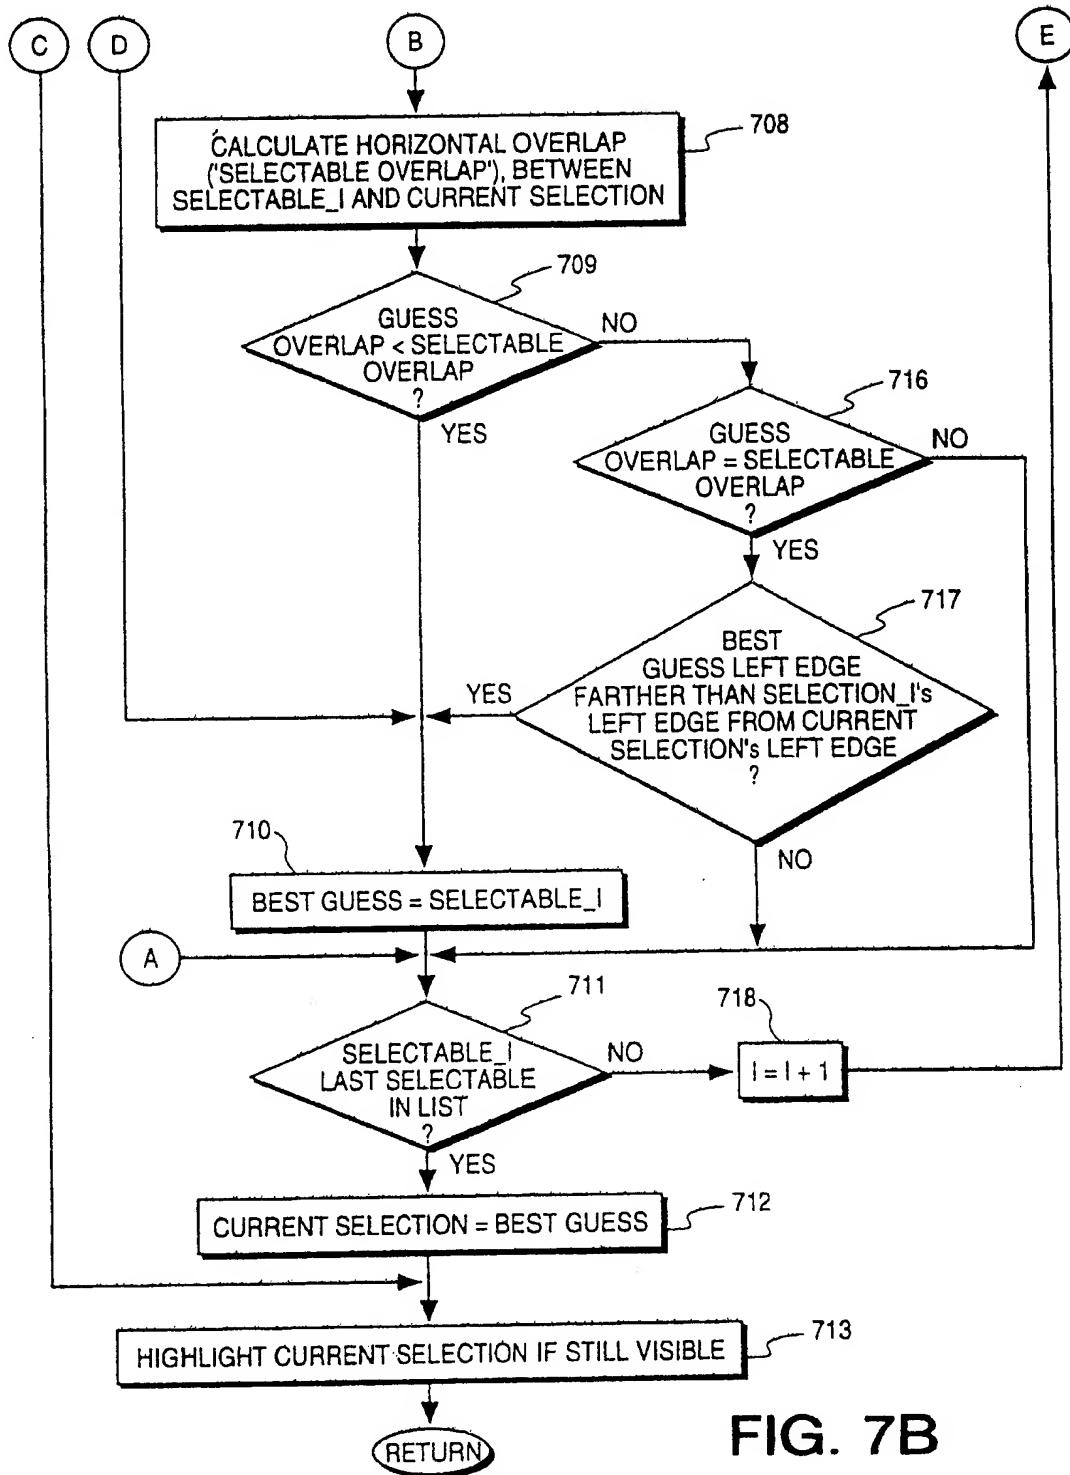 C
D
B
E
CALCULATE HORIZONTAL OVERLAP
('SELECTABLE OVERLAP'), BETWEEN
SELECTABLE_I AND CURRENT SELECTION
708
709
GUESS
OVERLAP < SELECTABLE
OVERLAP
?
NO
YES
716
GUESS
OVERLAP = SELECTABLE
OVERLAP
?
NO
YES
717
BEST
GUESS LEFT EDGE
FARTHER THAN SELECTION_I's
LEFT EDGE FROM CURRENT
SELECTION's LEFT EDGE
?
YES
NO
710
BEST GUESS = SELECTABLE_I
A
711
SELECTABLE_I
LAST SELECTABLE
IN LIST
?
NO
YES
718
I = I + 1
CURRENT SELECTION = BEST GUESS
712
HIGHLIGHT CURRENT SELECTION IF STILL VISIBLE
713
RETURN
FIG. 7B